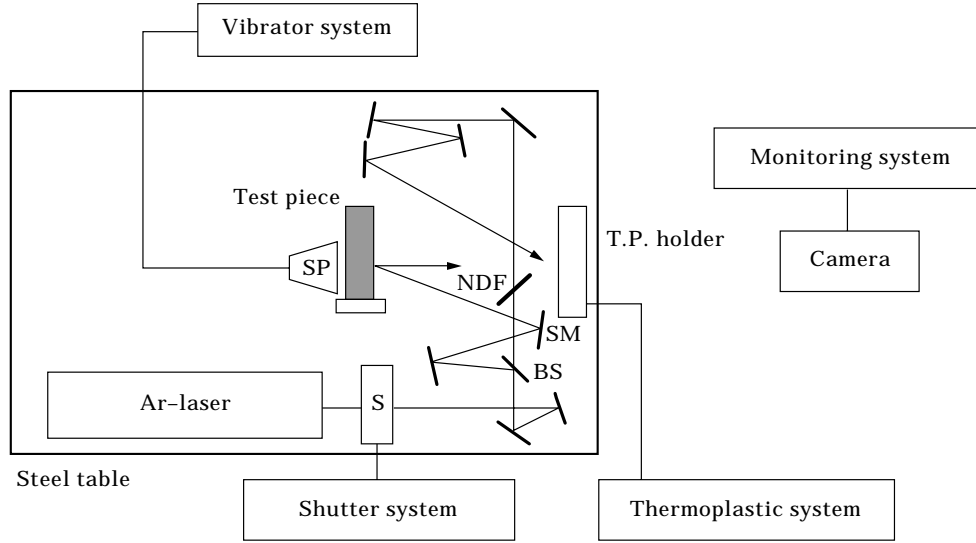 Vibrator system
Monitoring system
Test piece
T.P. holder
SP
NDF
Camera
SM
BS
Ar–laser
S
Steel table
Shutter system
Thermoplastic system